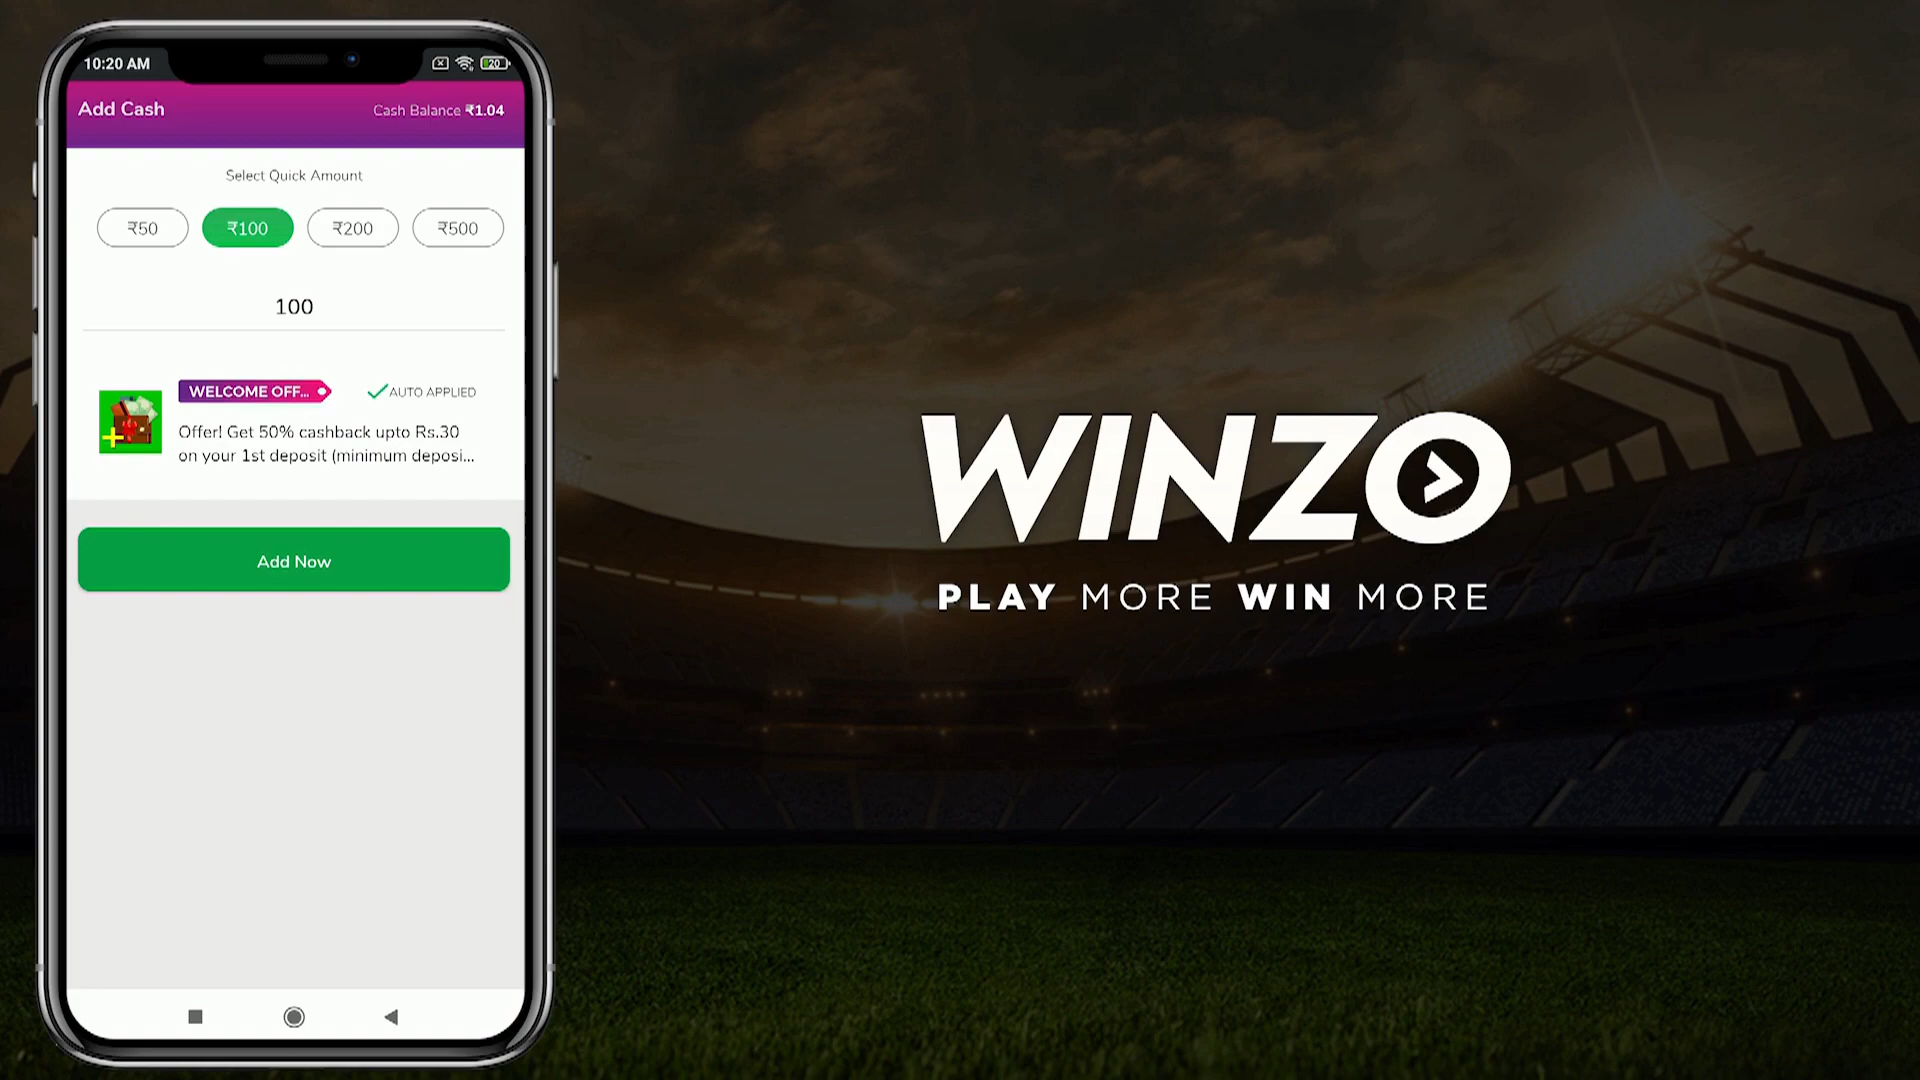 10:20 AM
20
Add Cash
Cash Balance ₹1.04
Select Quick Amount
₹50
₹100
₹200
₹500
100
WELCOME OFF...
AUTO APPLIED
Offer! Get 50% cashback upto Rs.30
on your 1st deposit (minimum deposi...
Add Now
WINZO
PLAY MORE WIN MORE